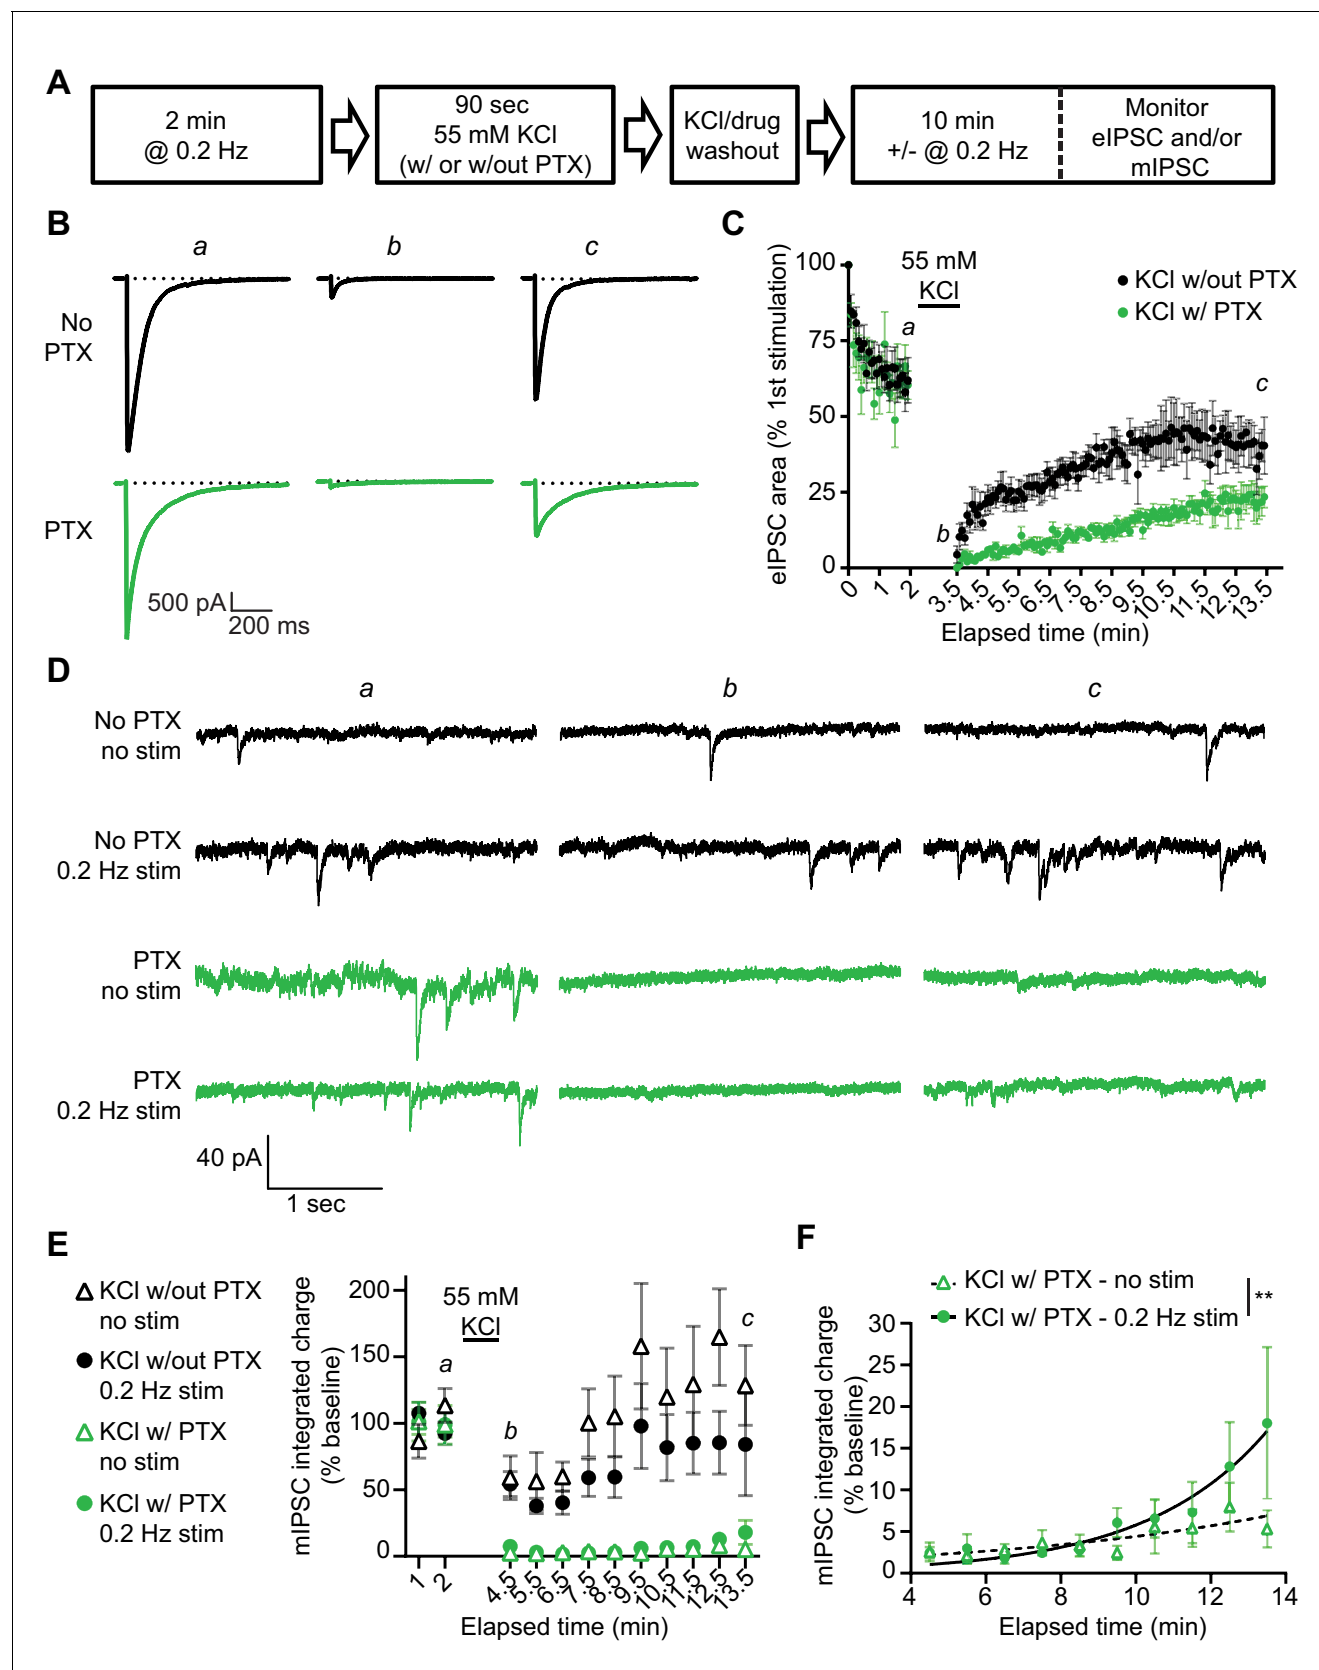 A
2 min
@ 0.2 Hz
90 sec
55 mM KCl
(w/ or w/out PTX)
KCl/drug
washout
10 min
+/- @ 0.2 Hz
Monitor
eIPSC and/or
mIPSC
B
a
b
c
No
PTX
PTX
500 pA
200 ms
C
eIPSC area (% 1st stimulation)
100
75
50
25
0
55 mM
KCl
KCl w/out PTX
KCl w/ PTX
a
b
c
0
1
2
3.5
4.5
5.5
6.5
7.5
8.5
9.5
10.5
11.5
12.5
13.5
Elapsed time (min)
D
a
b
c
No PTX
no stim
No PTX
0.2 Hz stim
PTX
no stim
PTX
0.2 Hz stim
40 pA
1 sec
E
KCl w/out PTX
no stim
KCl w/out PTX
0.2 Hz stim
KCl w/ PTX
no stim
KCl w/ PTX
0.2 Hz stim
mIPSC integrated charge
(% baseline)
200
150
100
50
0
55 mM
KCl
a
b
c
1
2
4.5
5.5
6.5
7.5
8.5
9.5
10.5
11.5
12.5
13.5
Elapsed time (min)
F
KCl w/ PTX - no stim
KCl w/ PTX - 0.2 Hz stim
**
mIPSC integrated charge
(% baseline)
30
25
20
15
10
5
0
4
6
8
10
12
14
Elapsed time (min)